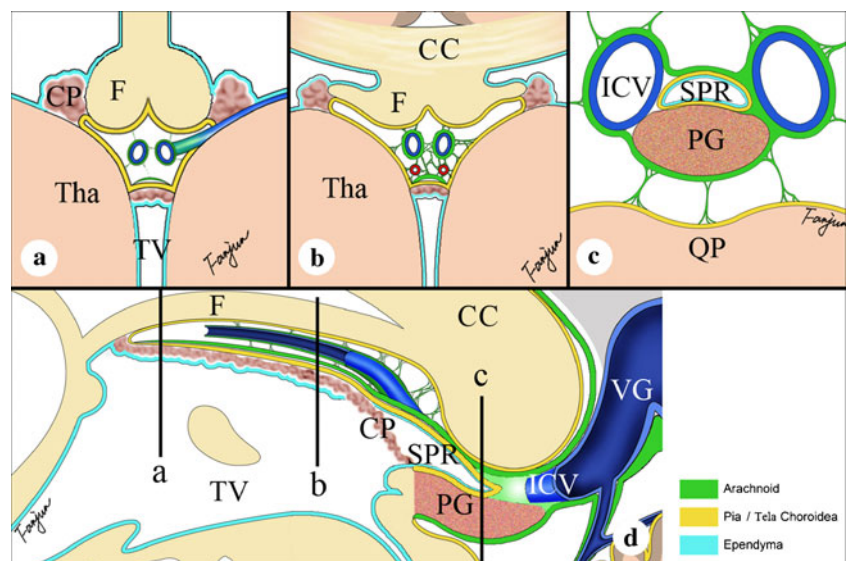 CP
F
Tha
TV
a
Fanjun
CC
F
Tha
b
Fanjun
ICV
SPR
PG
QP
c
Fanjun
F
CC
c
VG
CP
SPR
ICV
a
b
TV
PG
d
Fanjun
Arachnoid
Pia / Tela Choroidea
Ependyma